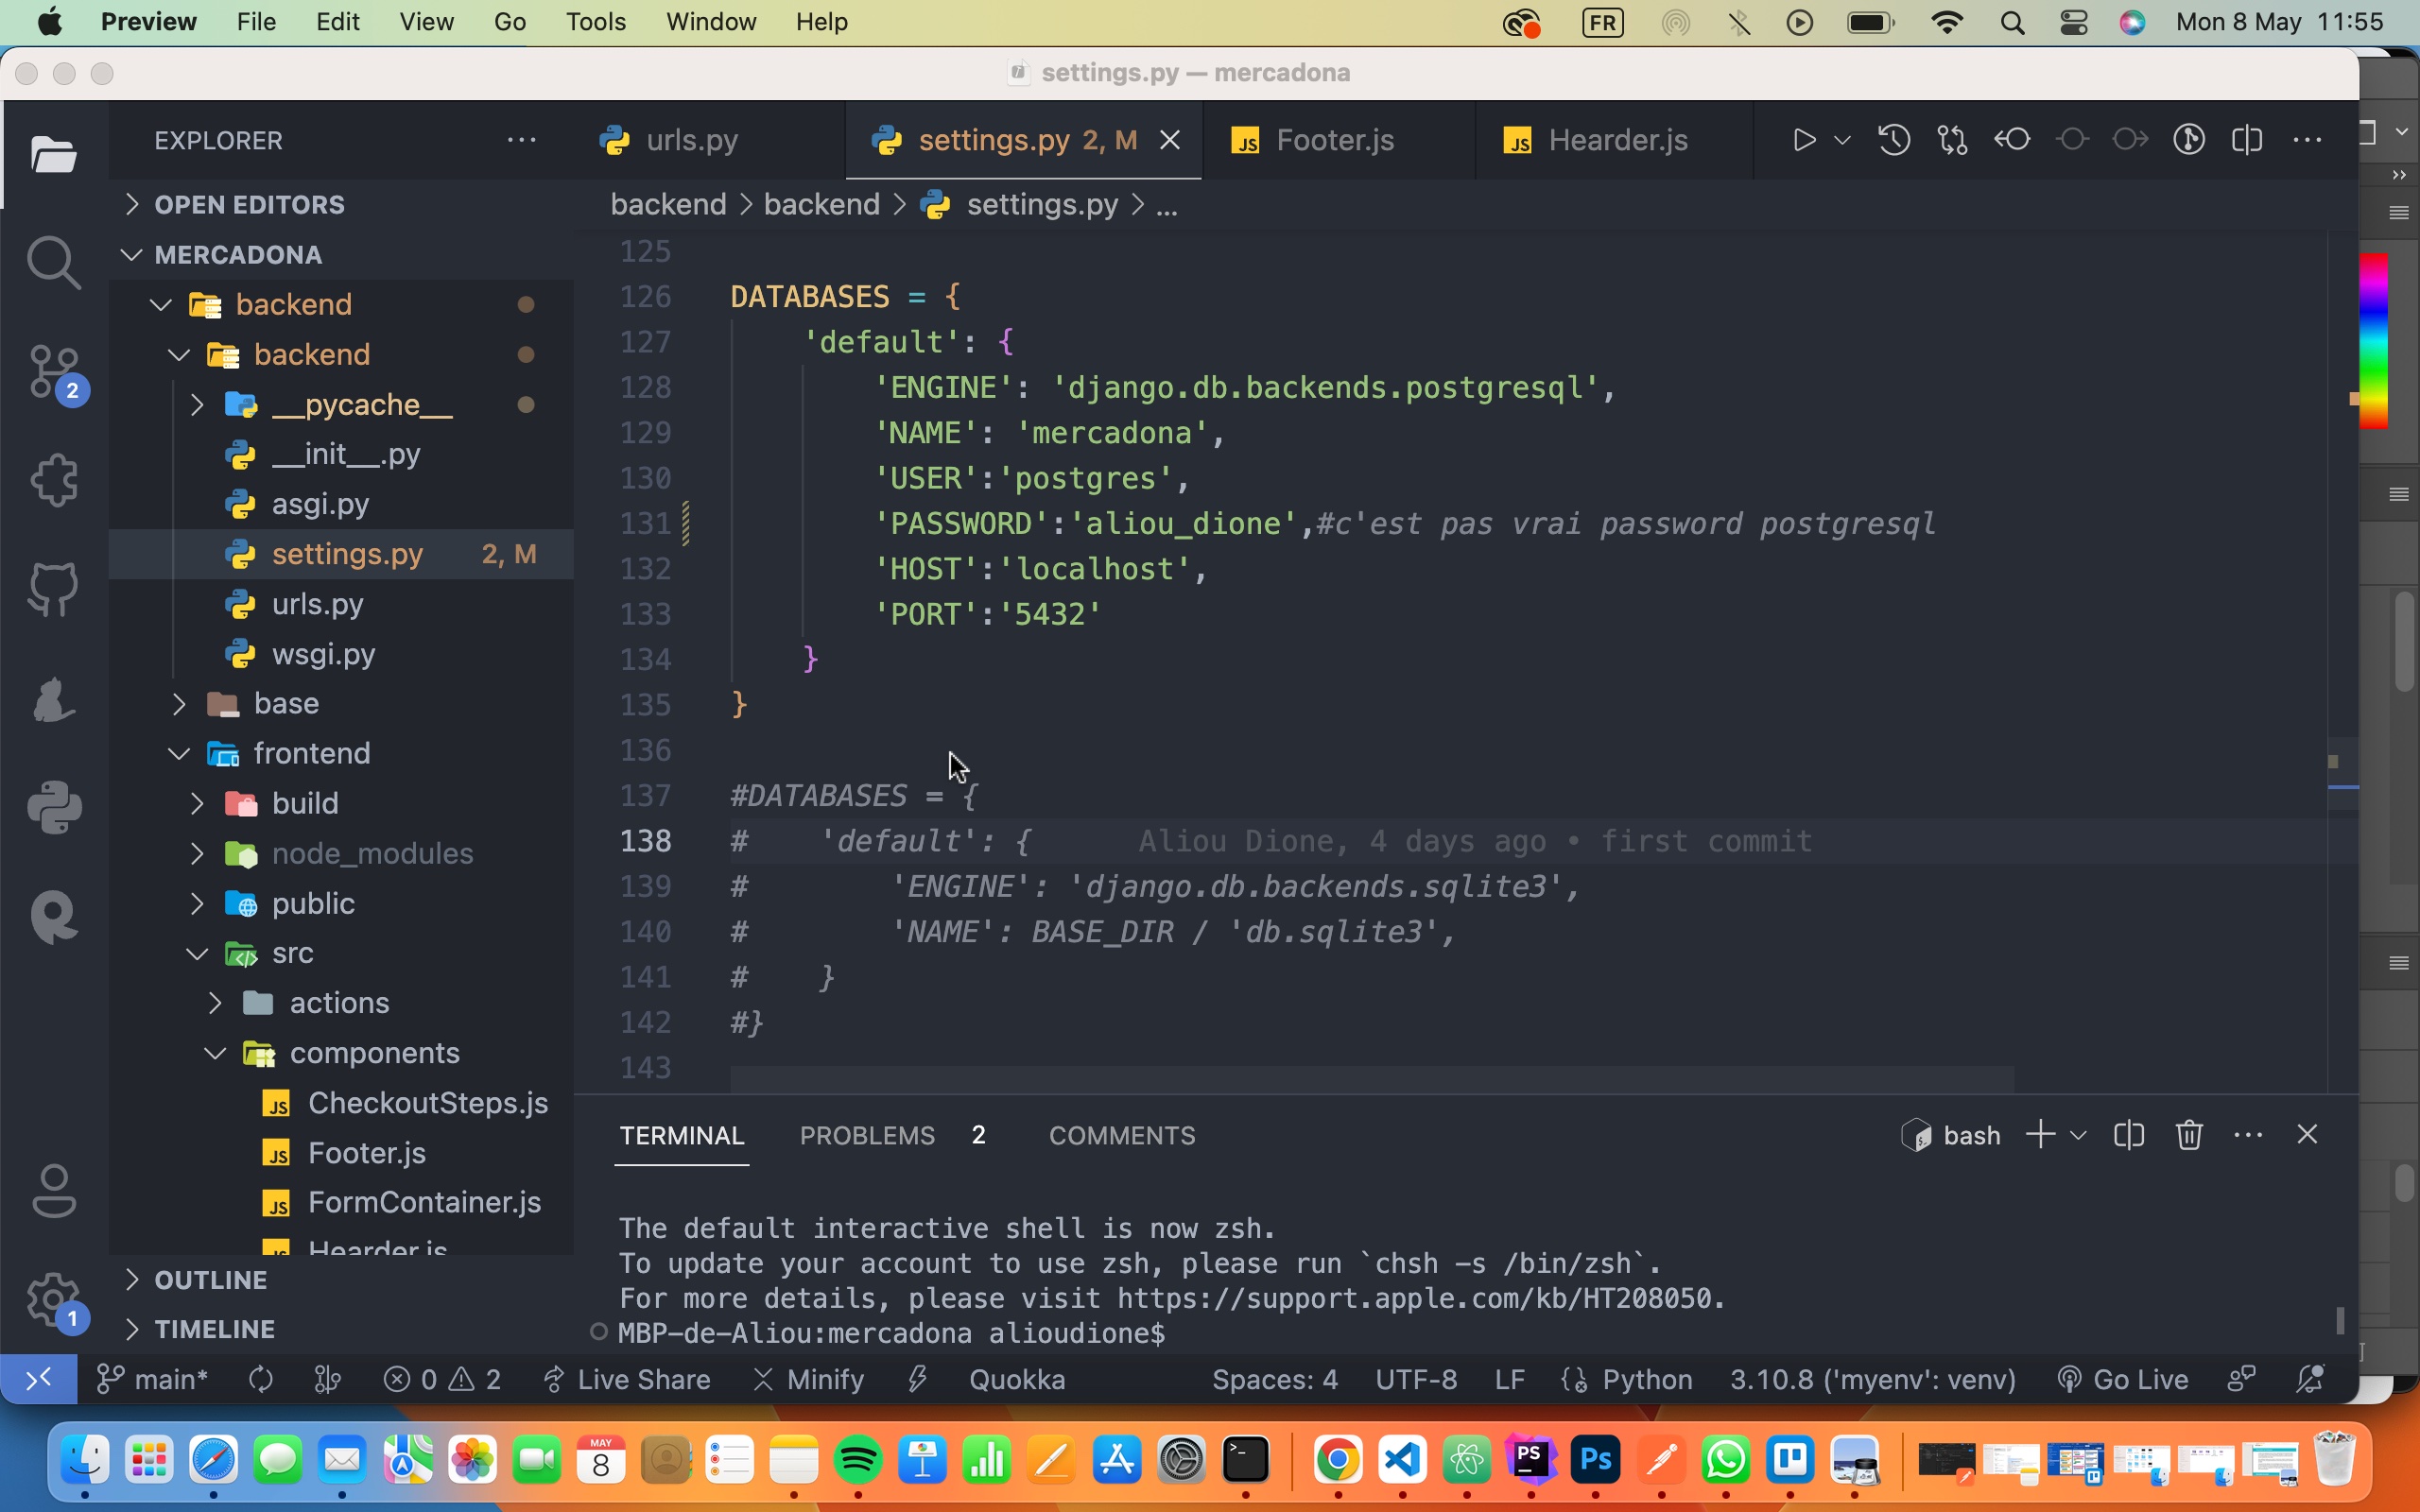 Preview File Edit View Go Tools Window Help FR Mon 8 May 11:55
settings.py — mercadona
EXPLORER
urls.py
settings.py 2, M
JS Footer.js
JS Hearder.js
OPEN EDITORS
MERCADONA
backend
backend
__pycache__
__init__.py
asgi.py
settings.py 2, M
urls.py
wsgi.py
base
frontend
build
node_modules
public
src
actions
components
JS CheckoutSteps.js
JS Footer.js
JS FormContainer.js
JS Hearder.js
OUTLINE
TIMELINE
2
1
backend > backend > settings.py > ...
125
126 DATABASES = {
127 'default': {
128 'ENGINE': 'django.db.backends.postgresql',
129 'NAME': 'mercadona',
130 'USER':'postgres',
131 'PASSWORD':'aliou_dione',#c'est pas vrai password postgresql
132 'HOST':'localhost',
133 'PORT':'5432'
134 }
135 }
136
137 #DATABASES = {
138 # 'default': { Aliou Dione, 4 days ago • first commit
139 # 'ENGINE': 'django.db.backends.sqlite3',
140 # 'NAME': BASE_DIR / 'db.sqlite3',
141 # }
142 #}
143
TERMINAL PROBLEMS 2 COMMENTS bash
The default interactive shell is now zsh.
To update your account to use zsh, please run `chsh -s /bin/zsh`.
For more details, please visit https://support.apple.com/kb/HT208050.
MBP-de-Aliou:mercadona alioudione$
main* 0 2 Live Share Minify Quokka Spaces: 4 UTF-8 LF Python 3.10.8 ('myenv': venv) Go Live
MAY
8
PS
Ps